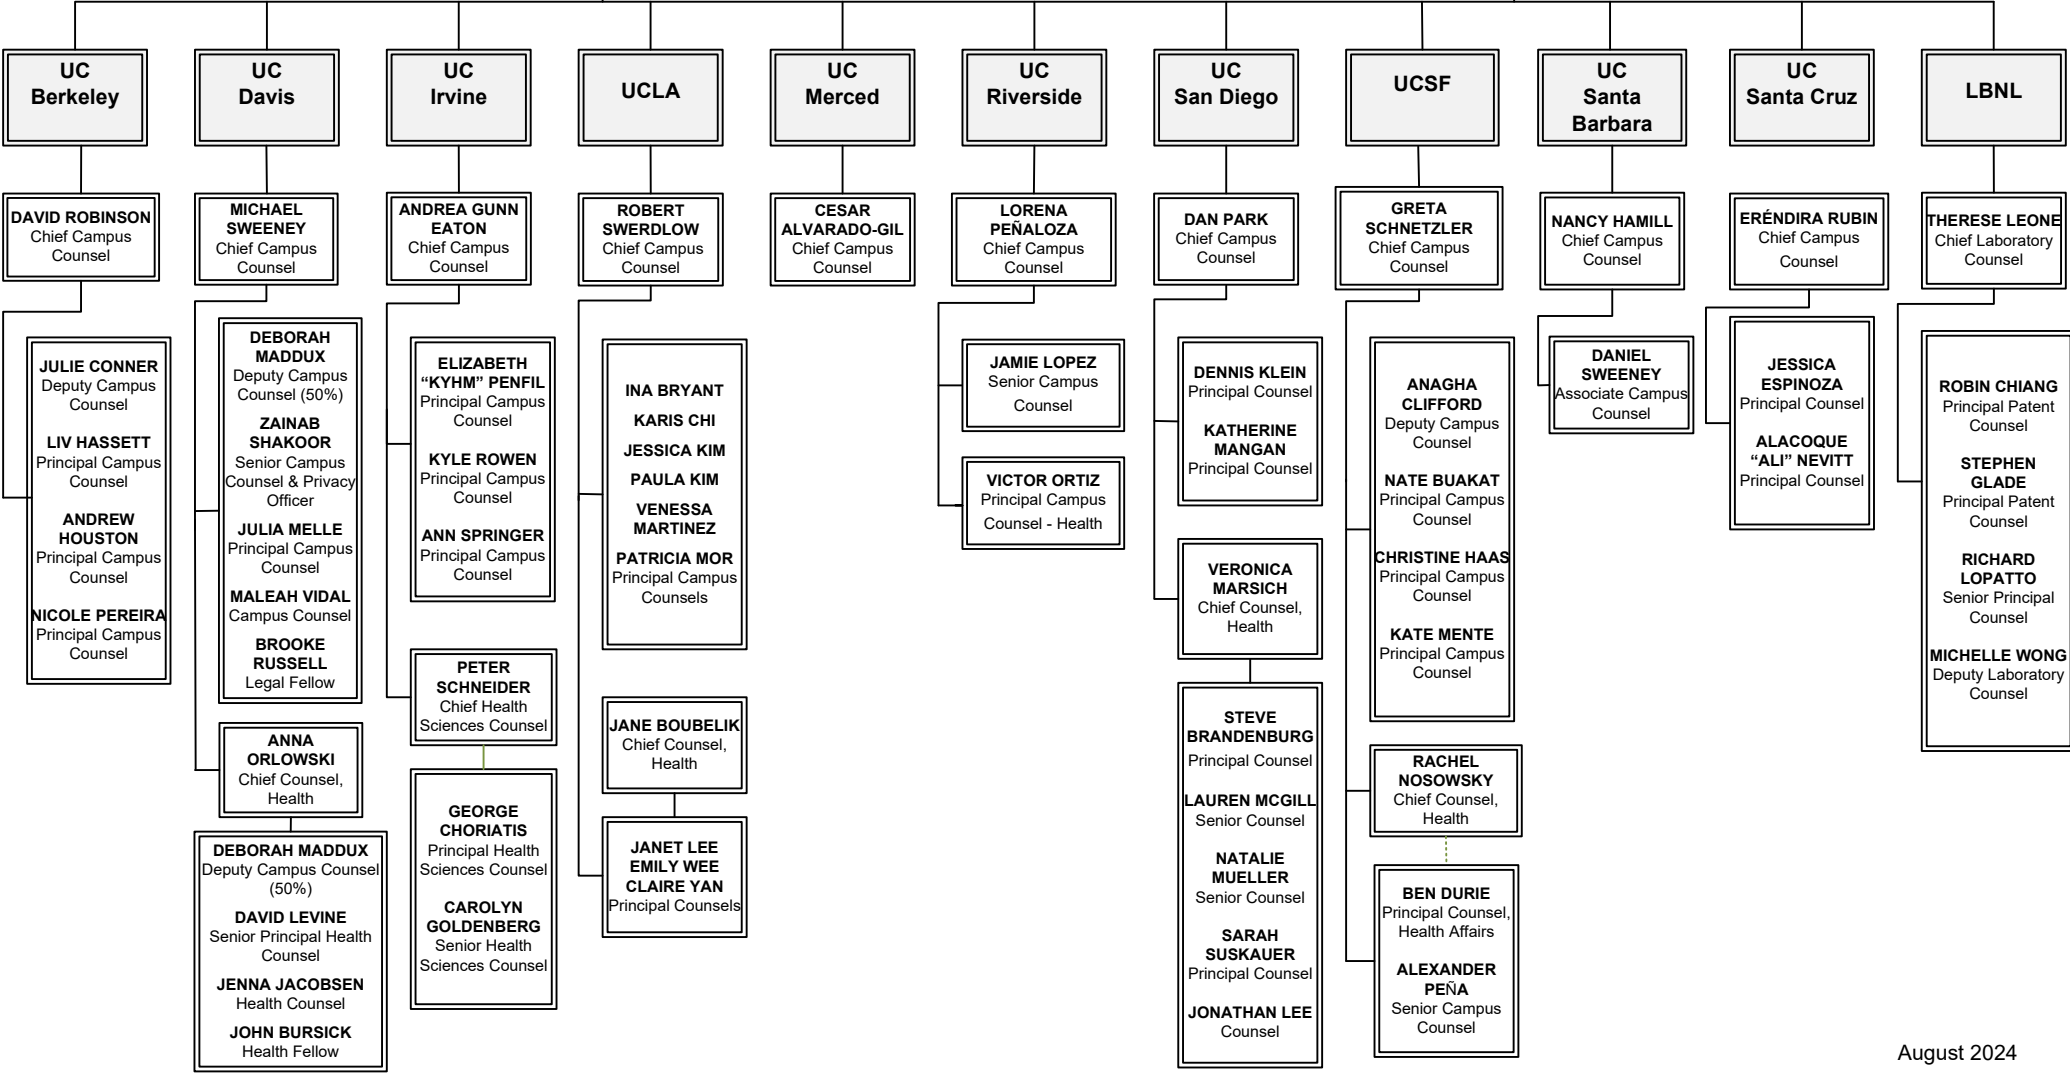 UC
Berkeley
DAVID ROBINSON
Chief Campus
Counsel
JULIE CONNER
Deputy Campus
Counsel
LIV HASSETT
Principal Campus
Counsel
ANDREW
HOUSTON
Principal Campus
Counsel
NICOLE PEREIRA
Principal Campus
Counsel
UC
Davis
MICHAEL
SWEENEY
Chief Campus
Counsel
DEBORAH
MADDUX
Deputy Campus
Counsel (50%)
ZAINAB
SHAKOOR
Senior Campus
Counsel & Privacy
Officer
JULIA MELLE
Principal Campus
Counsel
MALEAH VIDAL
Campus Counsel
BROOKE
RUSSELL
Legal Fellow
ANNA
ORLOWSKI
Chief Counsel,
Health
DEBORAH MADDUX
Deputy Campus Counsel
(50%)
DAVID LEVINE
Senior Principal Health
Counsel
JENNA JACOBSEN
Health Counsel
JOHN BURSICK
Health Fellow
UC
Irvine
ANDREA GUNN
EATON
Chief Campus
Counsel
ELIZABETH
“KYHM” PENFIL
Principal Campus
Counsel
KYLE ROWEN
Principal Campus
Counsel
ANN SPRINGER
Principal Campus
Counsel
PETER
SCHNEIDER
Chief Health
Sciences Counsel
GEORGE
CHORIATIS
Principal Health
Sciences Counsel
CAROLYN
GOLDENBERG
Senior Health
Sciences Counsel
UCLA
ROBERT
SWERDLOW
Chief Campus
Counsel
INA BRYANT
KARIS CHI
JESSICA KIM
PAULA KIM
VENESSA
MARTINEZ
PATRICIA MOR
Principal Campus
Counsels
JANE BOUBELIK
Chief Counsel,
Health
JANET LEE
EMILY WEE
CLAIRE YAN
Principal Counsels
UC
Merced
CESAR
ALVARADO-GIL
Chief Campus
Counsel
UC
Riverside
LORENA
PEÑALOZA
Chief Campus
Counsel
JAMIE LOPEZ
Senior Campus
Counsel
VICTOR ORTIZ
Principal Campus
Counsel - Health
UC
San Diego
DAN PARK
Chief Campus
Counsel
DENNIS KLEIN
Principal Counsel
KATHERINE
MANGAN
Principal Counsel
VERONICA
MARSICH
Chief Counsel,
Health
STEVE
BRANDENBURG
Principal Counsel
LAUREN MCGILL
Senior Counsel
NATALIE
MUELLER
Senior Counsel
SARAH
SUSKAUER
Principal Counsel
JONATHAN LEE
Counsel
UCSF
GRETA
SCHNETZLER
Chief Campus
Counsel
ANAGHA
CLIFFORD
Deputy Campus
Counsel
NATE BUAKAT
Principal Campus
Counsel
CHRISTINE HAAS
Principal Campus
Counsel
KATE MENTE
Principal Campus
Counsel
RACHEL
NOSOWSKY
Chief Counsel,
Health
BEN DURIE
Principal Counsel,
Health Affairs
ALEXANDER
PEÑA
Senior Campus
Counsel
UC
Santa
Barbara
NANCY HAMILL
Chief Campus
Counsel
DANIEL
SWEENEY
Associate Campus
Counsel
UC
Santa Cruz
ERÉNDIRA RUBIN
Chief Campus
Counsel
JESSICA
ESPINOZA
Principal Counsel
ALACOQUE
“ALI” NEVITT
Principal Counsel
LBNL
THERESE LEONE
Chief Laboratory
Counsel
ROBIN CHIANG
Principal Patent
Counsel
STEPHEN
GLADE
Principal Patent
Counsel
RICHARD
LOPATTO
Senior Principal
Counsel
MICHELLE WONG
Deputy Laboratory
Counsel
August 2024